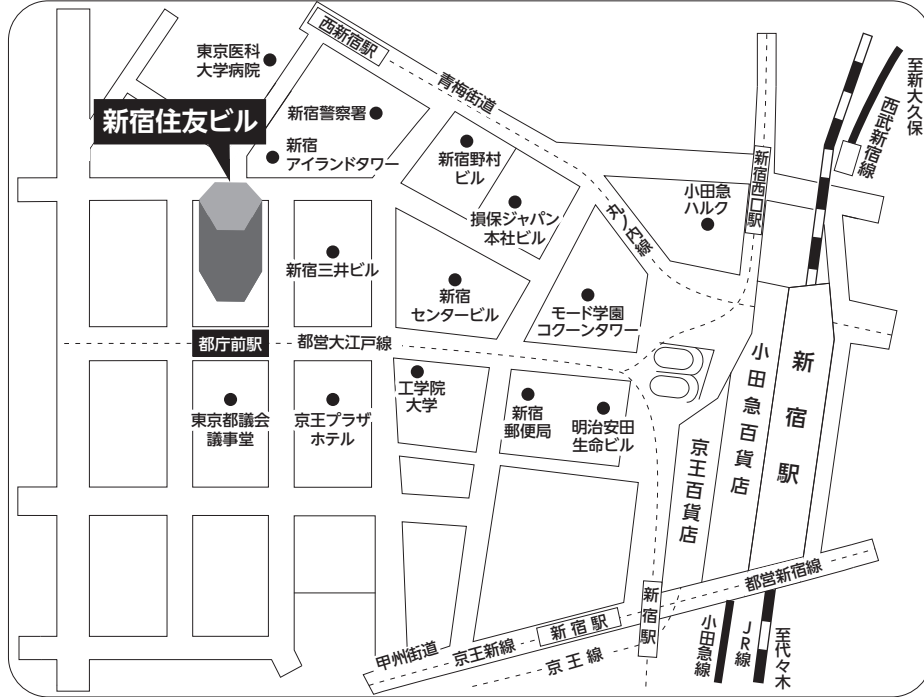 西新宿駅
東京医科
大学病院
青梅街道
至新大久保
西武新宿線
新宿住友ビル
新宿警察署
新宿
アイランドタワー
新宿野村
ビル
新宿西口駅
小田急
ハルク
損保ジャパン
本社ビル
丸ノ内線
新宿三井ビル
新宿
センタービル
モード学園
コクーンタワー
都庁前駅
都営大江戸線
小田急百貨店
新宿駅
工学院
大学
東京都議会
議事堂
京王プラザ
ホテル
新宿
郵便局
明治安田
生命ビル
京王百貨店
都営新宿線
新宿駅
新宿駅
甲州街道
京王新線
京王線
小田急線
JR線
至代々木